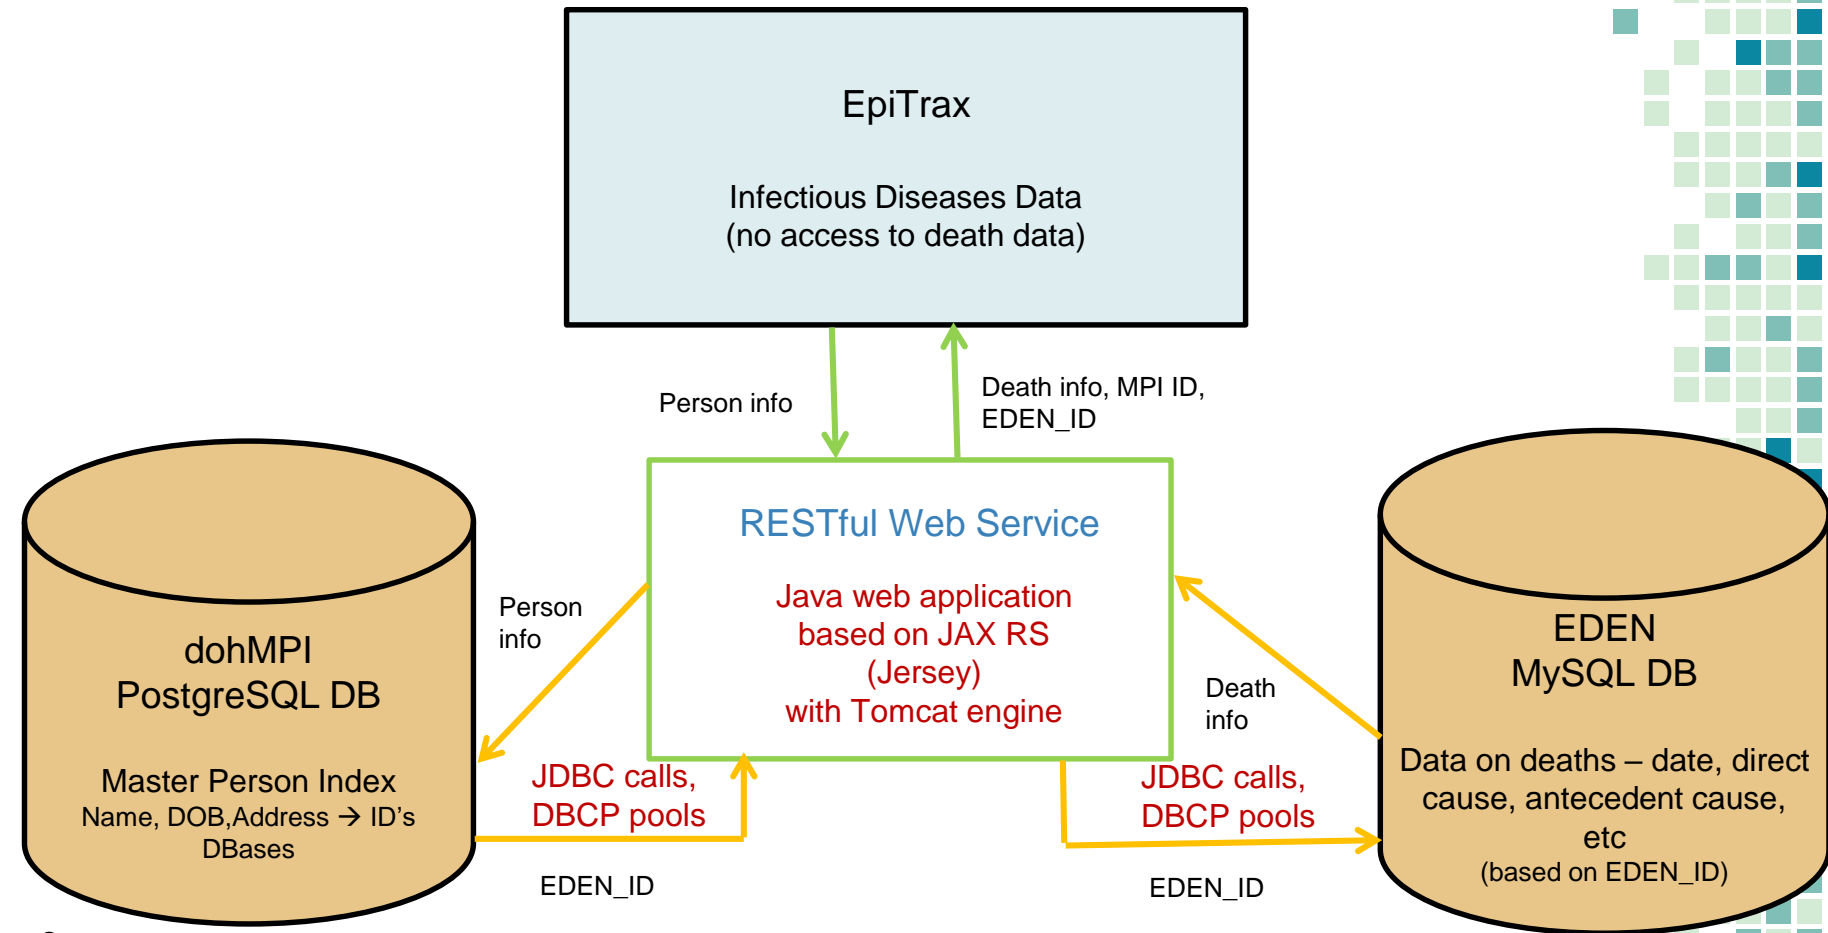 EpiTrax
Infectious Diseases Data
(no access to death data)
Person info
Death info, MPI ID,
EDEN_ID
RESTful Web Service
Java web application
based on JAX RS
(Jersey)
with Tomcat engine
Person
info
dohMPI
PostgreSQL DB
Master Person Index
Name, DOB,Address → ID's
DBases
JDBC calls,
DBCP pools
EDEN_ID
Death
info
JDBC calls,
DBCP pools
EDEN_ID
EDEN
MySQL DB
Data on deaths – date, direct
cause, antecedent cause,
etc
(based on EDEN_ID)